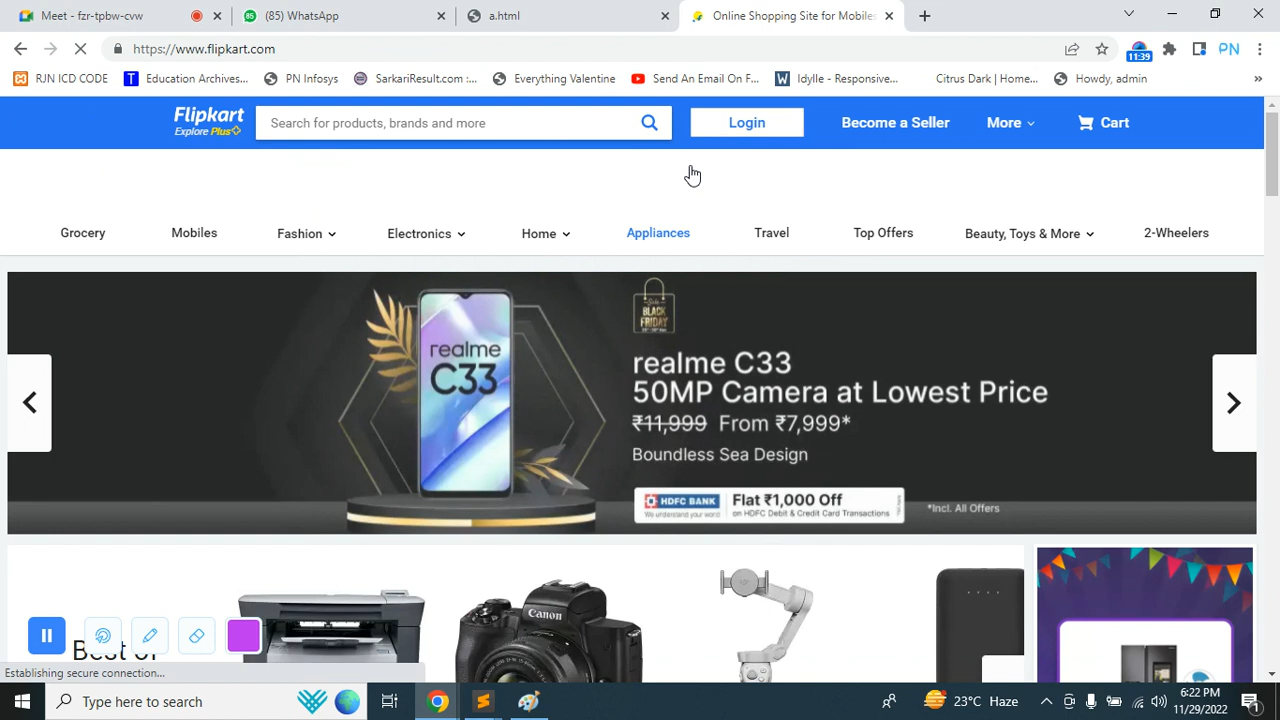 Meet - fzr-tpbw-cvw
(85) WhatsApp
a.html
Online Shopping Site for Mobiles
https://www.flipkart.com
11:39
PN
RJN ICD CODE
Education Archives...
PN Infosys
SarkariResult.com :...
Everything Valentine
Send An Email On F...
Idylle - Responsive...
Citrus Dark | Home...
Howdy, admin
»
Flipkart
Explore Plus
Search for products, brands and more
Login
Become a Seller
More
Cart
Grocery
Mobiles
Fashion
Electronics
Home
Appliances
Travel
Top Offers
Beauty, Toys & More
2-Wheelers
realme
C33
BLACK
FRIDAY
realme C33
50MP Camera at Lowest Price
₹11,999 From ₹7,999*
Boundless Sea Design
HDFC BANK
We understand your world
Flat ₹1,000 Off
on HDFC Debit & Credit Card Transactions
*Incl. All Offers
Canon
Best of
Establishing secure connection...
Type here to search
23°C Haze
6:22 PM
11/29/2022
1